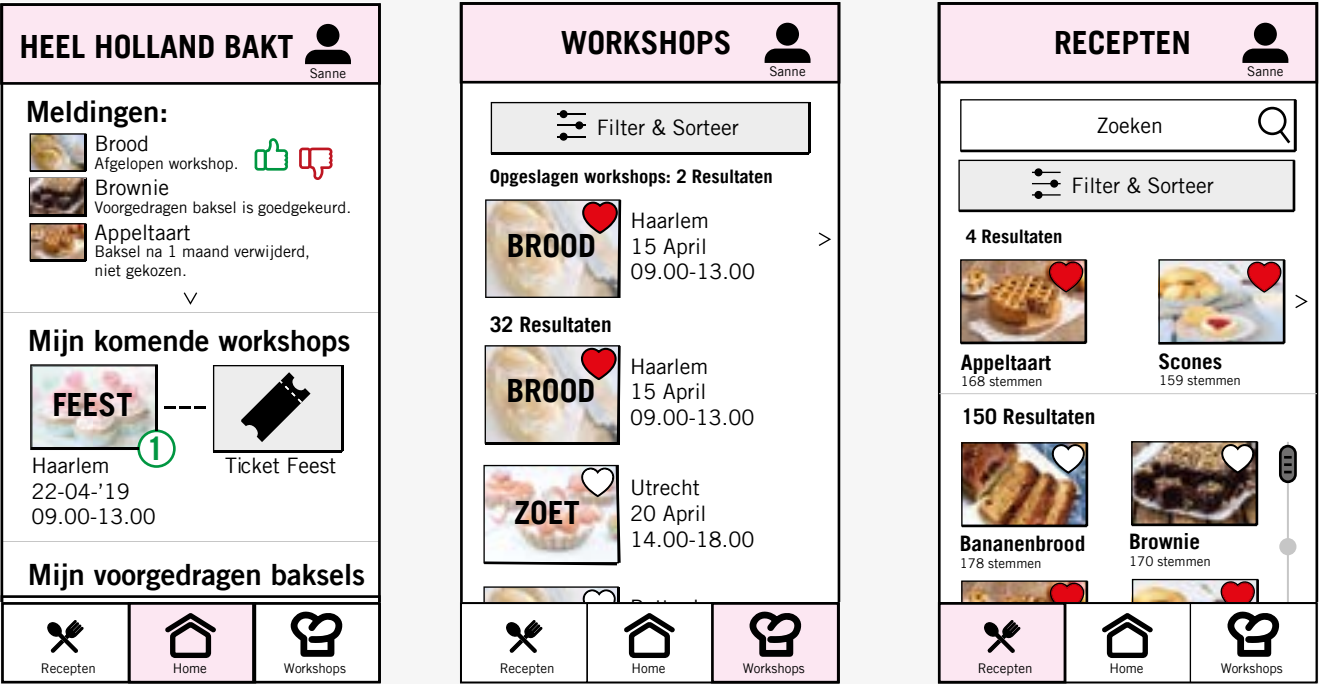 HEEL HOLLAND BAKT
Sanne
Meldingen:
Brood
Afgelopen workshop.
Brownie
Voorgedragen baksel is goedgekeurd.
Appeltaart
Baksel na 1 maand verwijderd,
niet gekozen.
Mijn komende workshops
FEEST
1
Haarlem
22-04-’19
09.00-13.00
Ticket Feest
Mijn voorgedragen baksels
Recepten
Home
Workshops
WORKSHOPS
Sanne
Filter & Sorteer
Opgeslagen workshops: 2 Resultaten
BROOD
Haarlem
15 April
09.00-13.00
>
32 Resultaten
BROOD
Haarlem
15 April
09.00-13.00
ZOET
Utrecht
20 April
14.00-18.00
Recepten
Home
Workshops
RECEPTEN
Sanne
Zoeken
Filter & Sorteer
4 Resultaten
Appeltaart
168 stemmen
Scones
159 stemmen
>
150 Resultaten
Bananenbrood
178 stemmen
Brownie
170 stemmen
Recepten
Home
Workshops